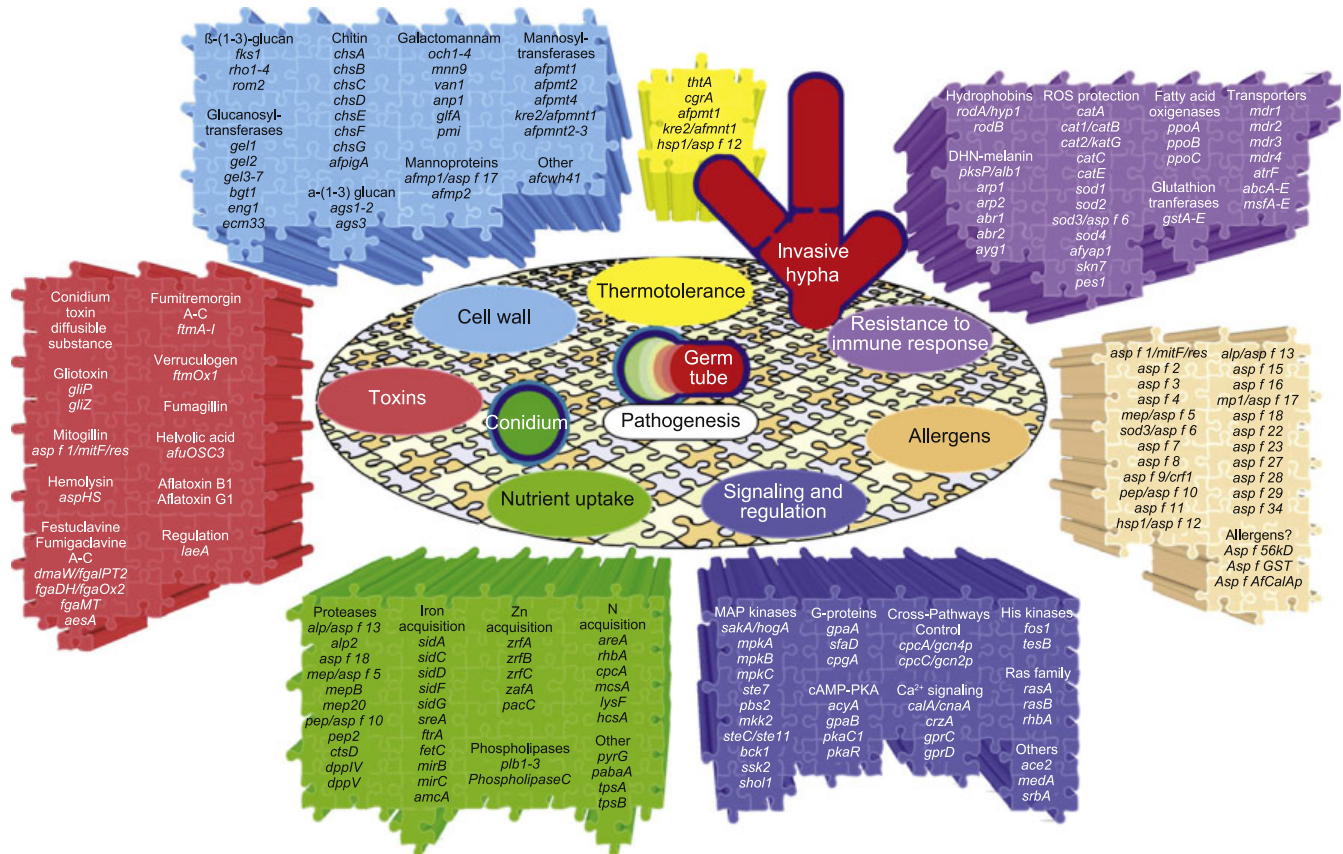 ß-(1-3)-glucan
fks1
rho1-4
rom2
Glucanosyl-
transferases
gel1
gel2
gel3-7
bgt1
eng1
ecm33
Chitin
chsA
chsB
chsC
chsD
chsE
chsF
chsG
afpigA
a-(1-3) glucan
ags1-2
ags3
Galactomannam
och1-4
mnn9
van1
anp1
glfA
pmi
Mannoproteins
afmp1/asp f 17
afmp2
Mannosyl-
transferases
afpmt1
afpmt2
afpmt4
kre2/afpmnt1
afpmnt2-3
Other
afcwh41
thtA
cgrA
afpmt1
kre2/afmnt1
hsp1/asp f 12
Hydrophobins
rodA/hyp1
rodB
DHN-melanin
pksP/alb1
arp1
arp2
abr1
abr2
ayg1
ROS protection
catA
cat1/catB
cat2/katG
catC
catE
sod1
sod2
sod3/asp f 6
sod4
afyap1
skn7
pes1
Fatty acid
oxigenases
ppoA
ppoB
ppoC
Glutathion
tranferases
gstA-E
Transporters
mdr1
mdr2
mdr3
mdr4
atrF
abcA-E
msfA-E
Invasive
hypha
Thermotolerance
Cell wall
Resistance to
immune response
Germ
tube
Toxins
Conidium
Pathogenesis
Allergens
Nutrient uptake
Signaling and
regulation
Conidium
toxin
diffusible
substance
Gliotoxin
gliP
gliZ
Mitogillin
asp f 1/mitF/res
Hemolysin
aspHS
Festuclavine
Fumigaclavine
A-C
dmaW/fgalPT2
fgaDH/fgaOx2
fgaMT
aesA
Fumitremorgin
A-C
ftmA-I
Verruculogen
ftmOx1
Fumagillin
Helvolic acid
afuOSC3
Aflatoxin B1
Aflatoxin G1
Regulation
laeA
asp f 1/mitF/res
asp f 2
asp f 3
asp f 4
mep/asp f 5
sod3/asp f 6
asp f 7
asp f 8
asp f 9/crf1
pep/asp f 10
asp f 11
hsp1/asp f 12
alp/asp f 13
asp f 15
asp f 16
mp1/asp f 17
asp f 18
asp f 22
asp f 23
asp f 27
asp f 28
asp f 29
asp f 34
Allergens?
Asp f 56kD
Asp f GST
Asp f AfCalAp
Proteases
alp/asp f 13
alp2
asp f 18
mep/asp f 5
mepB
mep20
pep/asp f 10
pep2
ctsD
dppIV
dppV
Iron
acquisition
sidA
sidC
sidD
sidF
sidG
sreA
ftrA
fetC
mirB
mirC
amcA
Zn
acquisition
zrfA
zrfB
zrfC
zafA
pacC
Phospholipases
plb1-3
PhospholipaseC
N
acquisition
areA
rhbA
cpcA
mcsA
lysF
hcsA
Other
pyrG
pabaA
tpsA
tpsB
MAP kinases
sakA/hogA
mpkA
mpkB
mpkC
ste7
pbs2
mkk2
steC/ste11
bck1
ssk2
shol1
G-proteins
gpaA
sfaD
cpgA
cAMP-PKA
acyA
gpaB
pkaC1
pkaR
Cross-Pathways
Control
cpcA/gcn4p
cpcC/gcn2p
Ca²⁺ signaling
calA/cnaA
crzA
gprC
gprD
His kinases
fos1
tesB
Ras family
rasA
rasB
rhbA
Others
ace2
medA
srbA